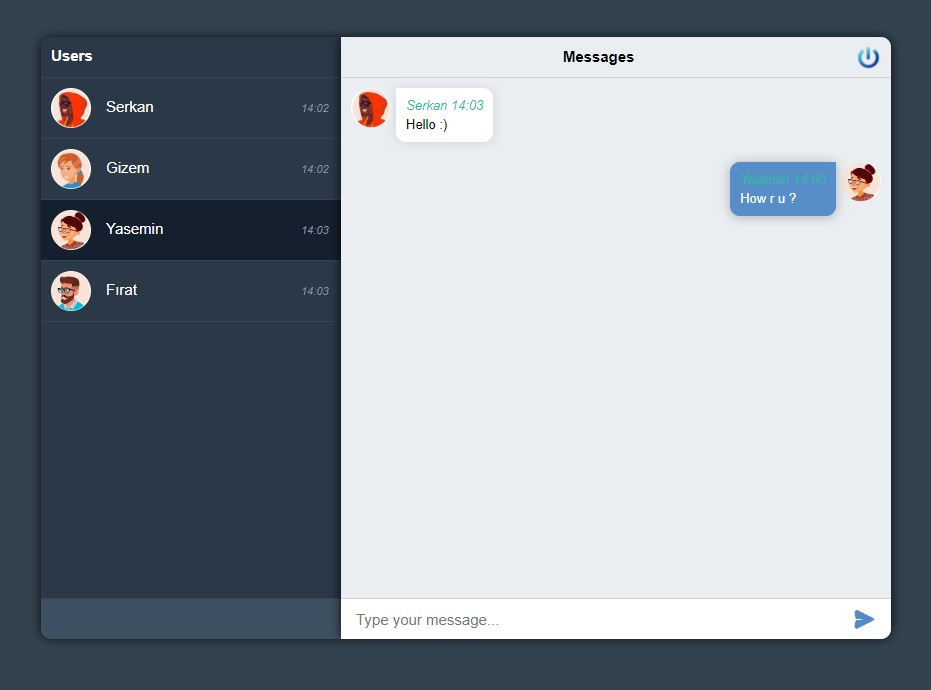 Users
Messages
Serkan 14:02
Gizem 14:02
Yasemin 14:03
Fırat 14:03
Serkan 14:03
Hello :)
Yasemin 14:03
How r u ?
Type your message...